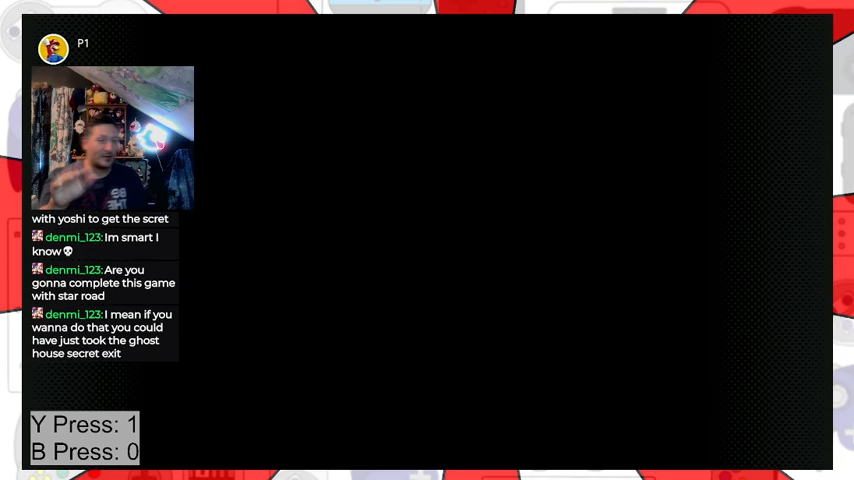 P1
with yoshi to get the scret
denmi_123: Im smart I
know💀
denmi_123: Are you
gonna complete this game
with star road
denmi_123: I mean if you
wanna do that you could
have just took the ghost
house secret exit
Y Press: 1
B Press: 0